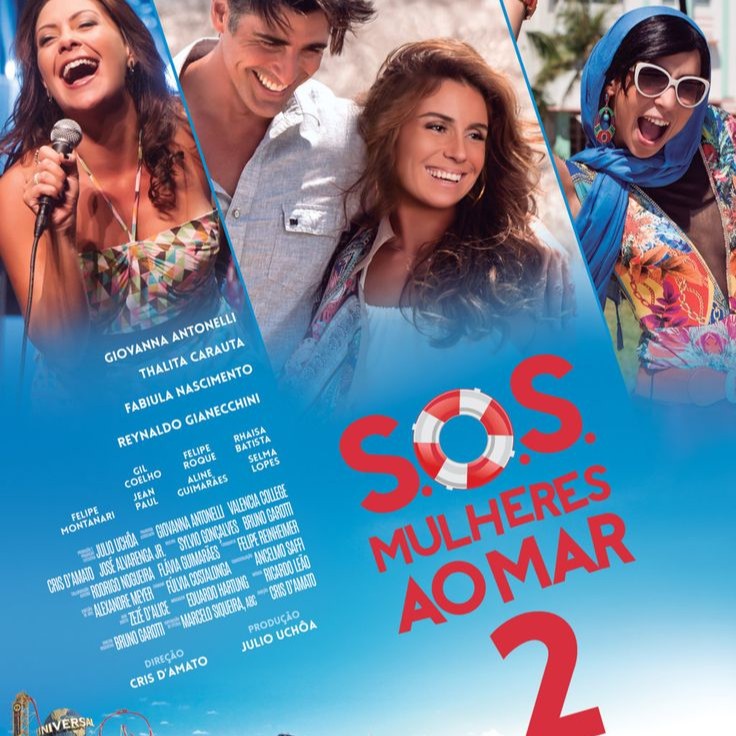 GIOVANNA ANTONELLI
THALITA CARAUTA
FABIULA NASCIMENTO
REYNALDO GIANECCHINI
FELIPE MONTANARI
GIL COELHO
JEAN PAUL
FELIPE ROQUE
ALINE GUIMARÃES
RHAISA BATISTA
SELMA LOPES
JULIO UCHÔA GIOVANNA ANTONELLI VALENCIA COLLEGE
CRIS D'AMATO JOSÉ ALVARENGA JR. SYLVIO GONÇALVES BRUNO GAROTTI
RODRIGO NOGUEIRA FLÁVIA GUIMARÃES FELIPE REINHEIMER
ALEXANDRE MEYER FÚLVIA COSTALONGA ANSELMO SAFFI
ZEZÉ D'ALICE EDUARDO HARTUNG RICARDO LEÃO
BRUNO GAROTTI MARCELO SIQUEIRA, ABC CRIS D'AMATO
DIREÇÃO
CRIS D'AMATO
PRODUÇÃO
JULIO UCHÔA
S.O.S.
MULHERES
AO MAR
2
UNIVERSAL